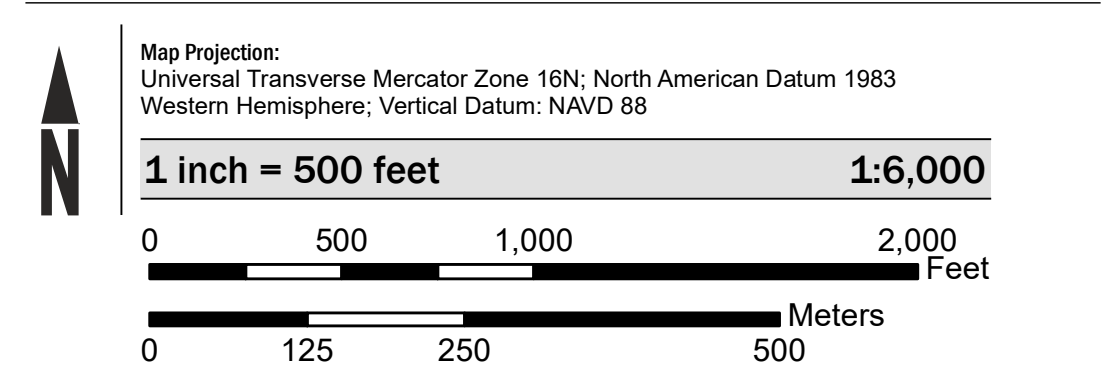 Map Projection:
Universal Transverse Mercator Zone 16N; North American Datum 1983
Western Hemisphere; Vertical Datum: NAVD 88
N
1 inch = 500 feet 1:6,000
0 500 1,000 2,000
Feet
Meters
0 125 250 500